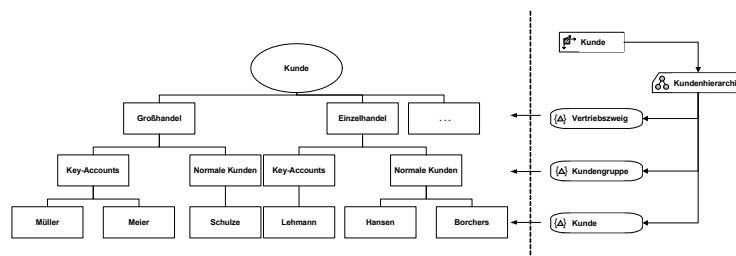 Kunde
Großhandel
Einzelhandel
. . .
Key-Accounts
Normale Kunden
Key-Accounts
Normale Kunden
Müller
Meier
Schulze
Lehmann
Hansen
Borchers
Kunde
Kundenhierarchi
{Δ} Vertriebszweig
{Δ} Kundengruppe
{Δ} Kunde